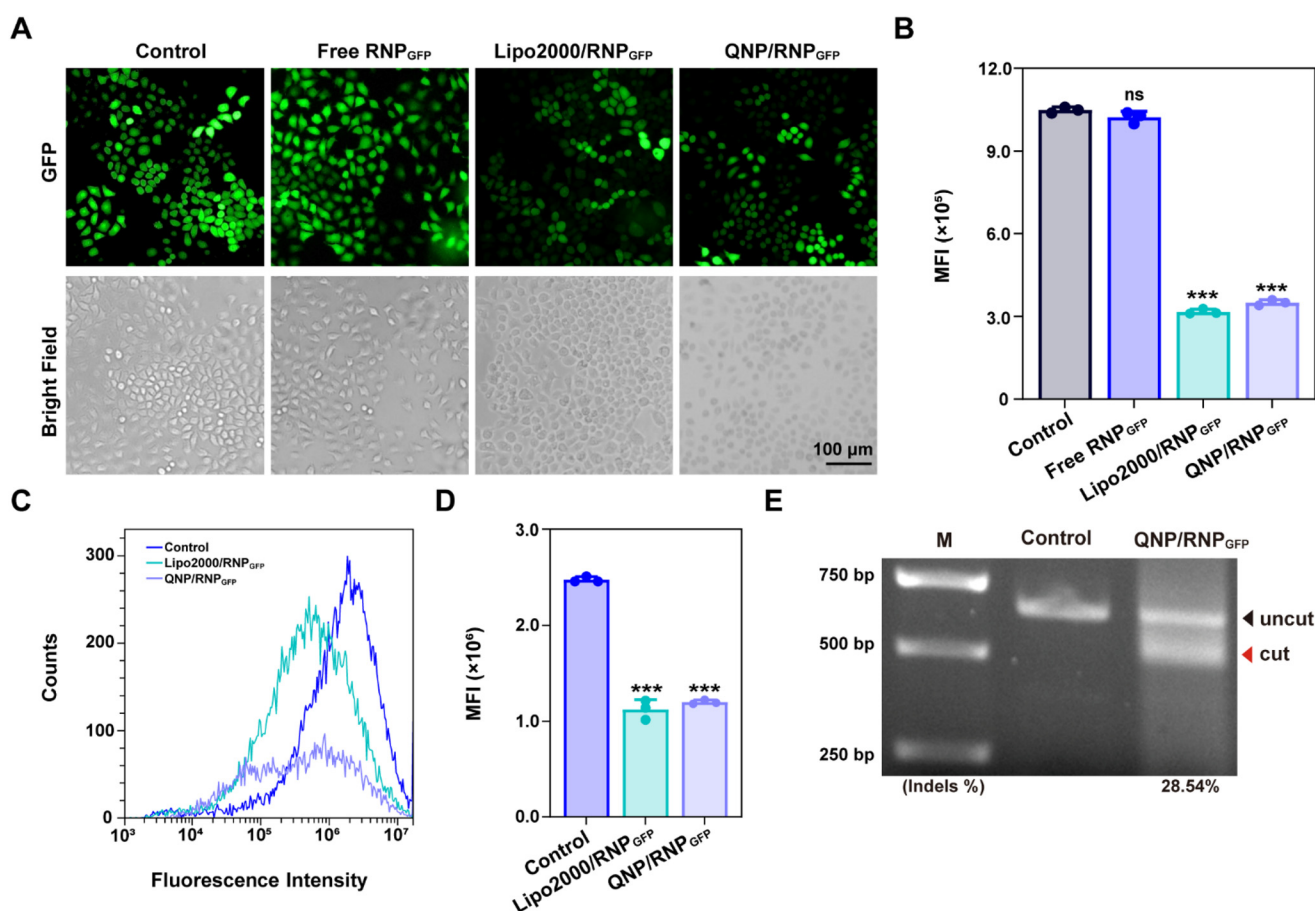 A
Control
Free RNPGFP
Lipo2000/RNPGFP
QNP/RNPGFP
GFP
Bright Field
100 μm
B
MFI (×10⁵)
12.0
9.0
6.0
3.0
0
ns
***
***
Control
Free RNPGFP
Lipo2000/RNPGFP
QNP/RNPGFP
C
Counts
300
200
100
0
Control
Lipo2000/RNPGFP
QNP/RNPGFP
10³
10⁴
10⁵
10⁶
10⁷
Fluorescence Intensity
D
MFI (×10⁶)
3.0
2.0
1.0
0.0
***
***
Control
Lipo2000/RNPGFP
QNP/RNPGFP
E
M
Control
QNP/RNPGFP
750 bp
500 bp
250 bp
uncut
cut
(Indels %)
28.54%